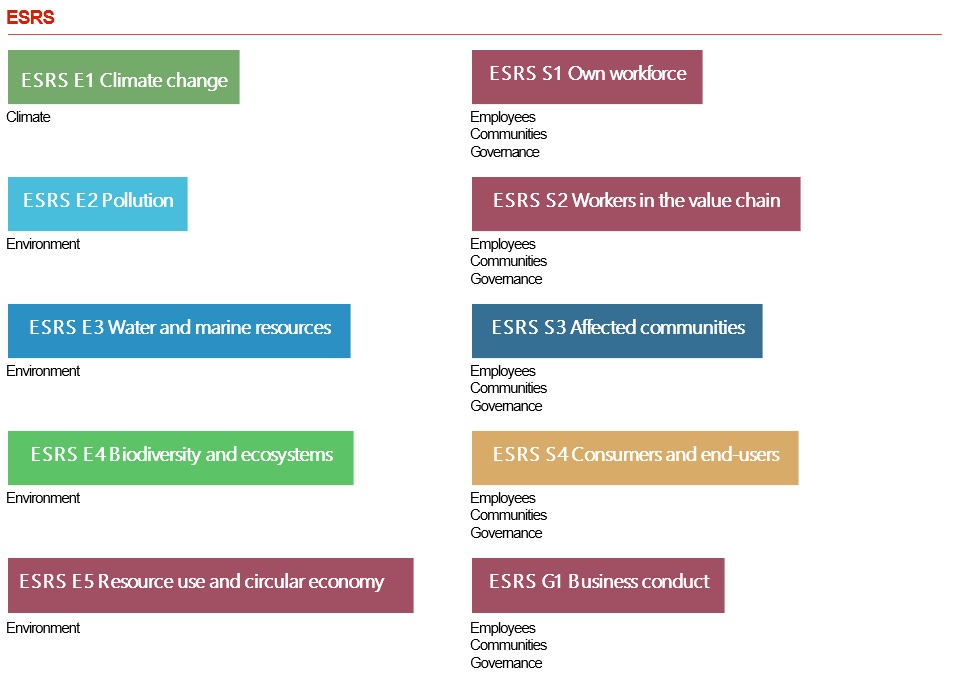 ESRS
ESRS E1 Climate change
Climate
ESRS E2 Pollution
Environment
ESRS E3 Water and marine resources
Environment
ESRS E4 Biodiversity and ecosystems
Environment
ESRS E5 Resource use and circular economy
Environment
ESRS S1 Own workforce
Employees
Communities
Governance
ESRS S2 Workers in the value chain
Employees
Communities
Governance
ESRS S3 Affected communities
Employees
Communities
Governance
ESRS S4 Consumers and end-users
Employees
Communities
Governance
ESRS G1 Business conduct
Employees
Communities
Governance